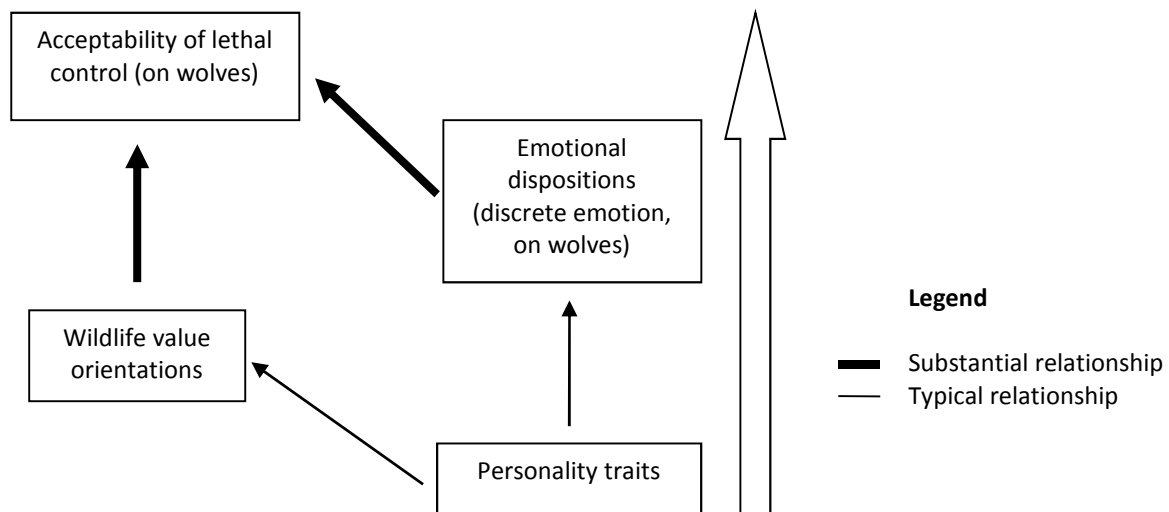 Acceptability of lethal
control (on wolves)
Emotional
dispositions
(discrete emotion,
on wolves)
Wildlife value
orientations
Personality traits
Legend
Substantial relationship
Typical relationship